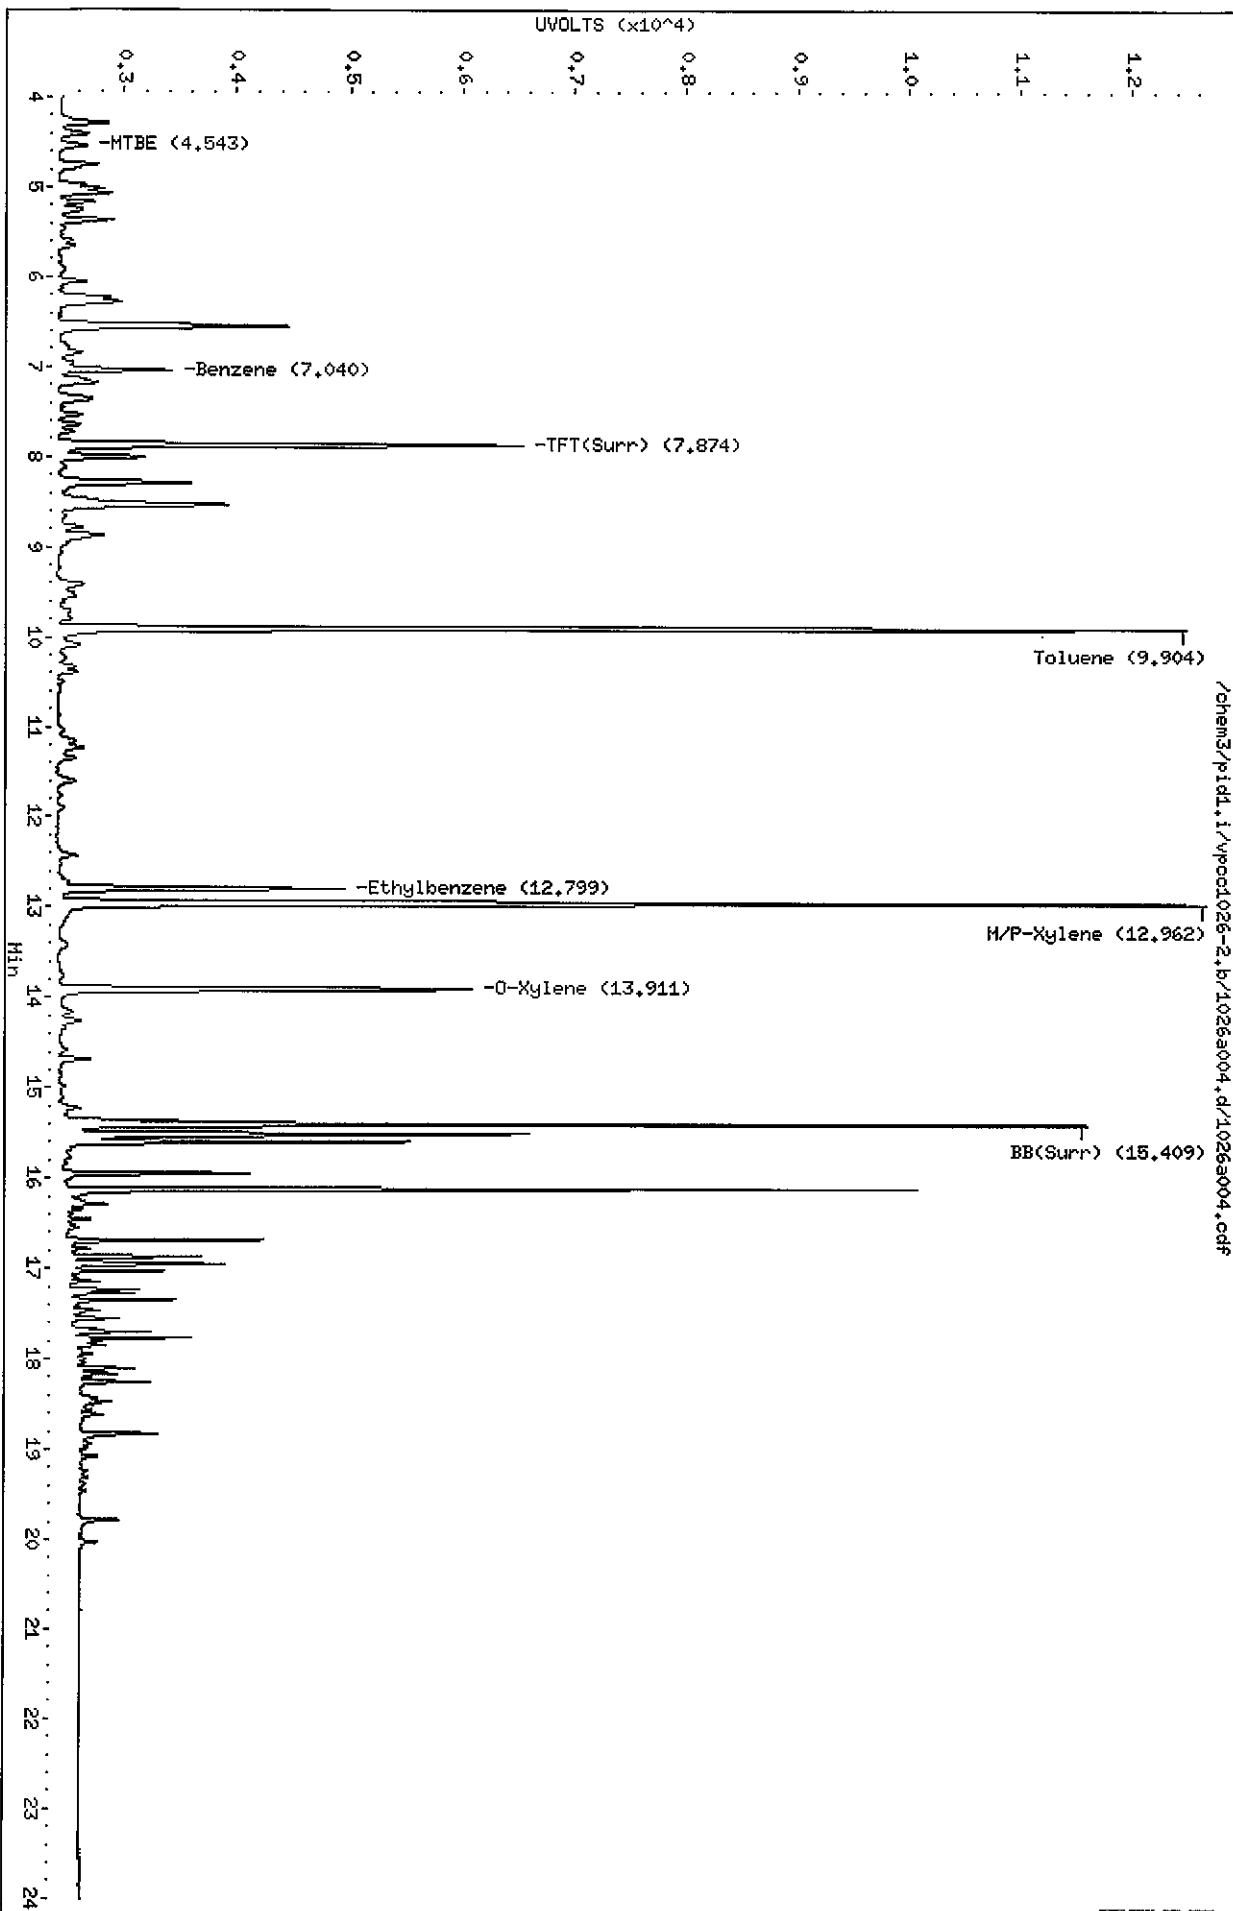 UVOLTS (x10^4)
0.3
0.4
0.5
0.6
0.7
0.8
0.9
1.0
1.1
1.2
4
-MTBE (4.543)
5
6
7
-Benzene (7.040)
-TFT(Surr) (7.874)
8
9
10
Toluene (9.904)
11
12
-Ethylbenzene (12.799)
13
M/P-Xylene (12.962)
-O-Xylene (13.911)
14
15
BB(Surr) (15.409)
16
17
18
19
20
21
22
23
24
Min
/chem3/pid1.i/vpcc1026-2.b/1026a004.d/1026a004.cdf